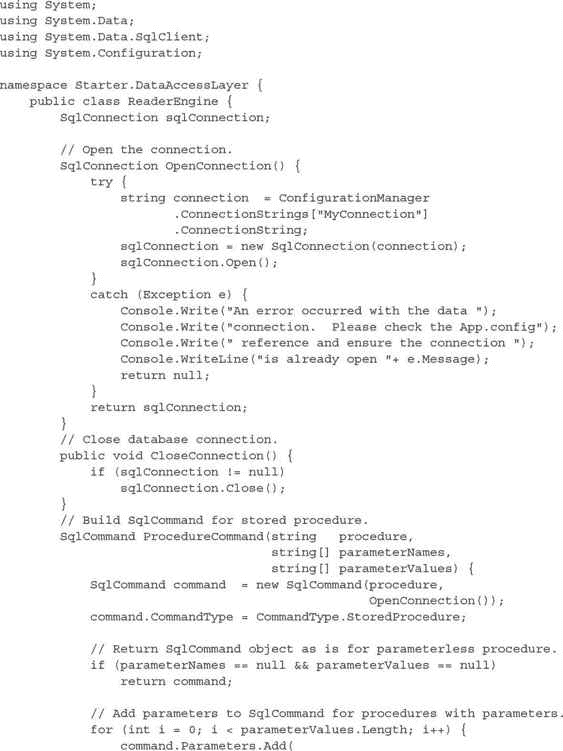 using System;
using System.Data;
using System.Data.SqlClient;
using System.Configuration;

namespace Starter.DataAccessLayer {
    public class ReaderEngine {
        SqlConnection sqlConnection;

        // Open the connection.
        SqlConnection OpenConnection() {
            try {
                string connection  = ConfigurationManager
                       .ConnectionStrings["MyConnection"]
                       .ConnectionString;
                sqlConnection = new SqlConnection(connection);
                sqlConnection.Open();
            }
            catch (Exception e) {
                Console.Write("An error occurred with the data ");
                Console.Write("connection.  Please check the App.config");
                Console.Write(" reference and ensure the connection ");
                Console.WriteLine("is already open "+ e.Message);
                return null;
            }
            return sqlConnection;
        }
        // Close database connection.
        public void CloseConnection() {
            if (sqlConnection != null)
                sqlConnection.Close();
        }
        // Build SqlCommand for stored procedure.
        SqlCommand ProcedureCommand(string   procedure,
                                    string[] parameterNames,
                                    string[] parameterValues) {
            SqlCommand command  = new SqlCommand(procedure,
                                                 OpenConnection());
            command.CommandType = CommandType.StoredProcedure;

            // Return SqlCommand object as is for parameterless procedure.
            if (parameterNames == null && parameterValues == null)
                return command;

            // Add parameters to SqlCommand for procedures with parameters.
            for (int i = 0; i < parameterValues.Length; i++) {
                command.Parameters.Add(